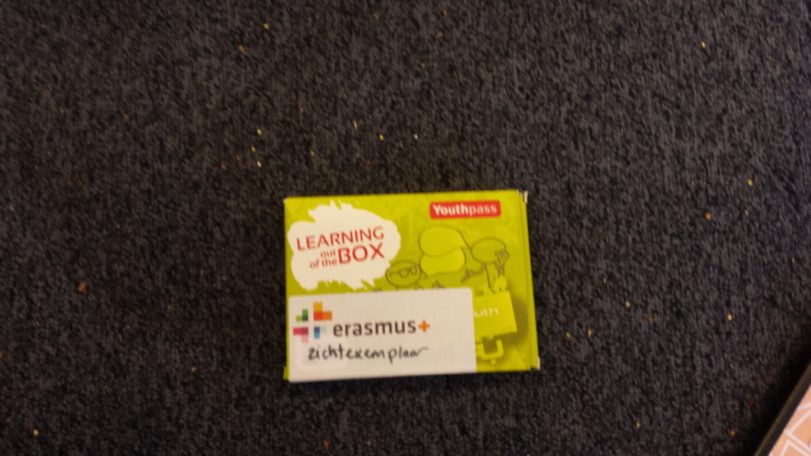 Youthpass
LEARNING
out
of the BOX
erasmus+
zichtexemplaar